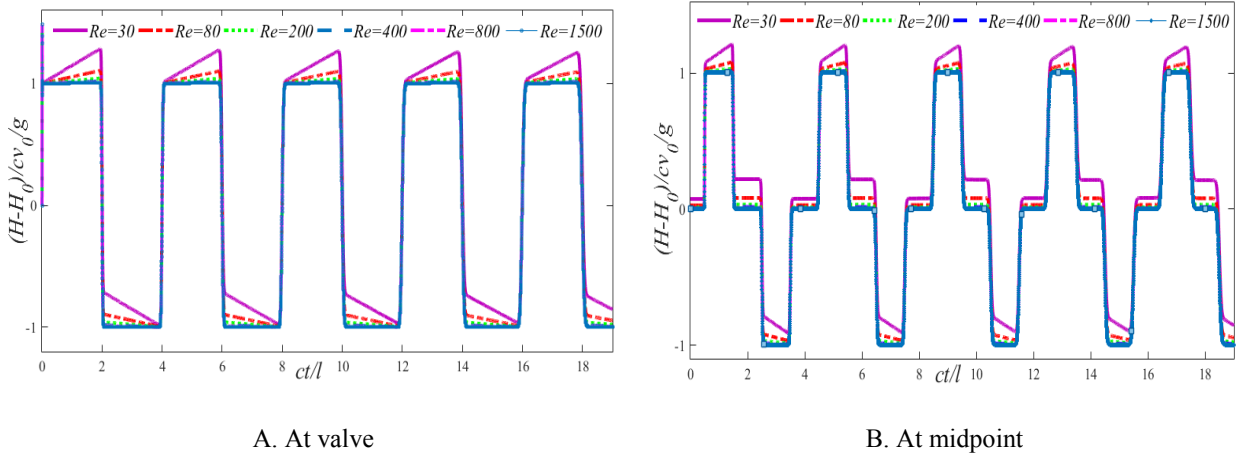 Re=30 Re=80 Re=200 Re=400 Re=800 Re=1500
1
0
-1
(H-H0)/cv0/g
0 2 4 6 8 10 12 14 16 18
ct/l
A. At valve
Re=30 Re=80 Re=200 Re=400 Re=800 Re=1500
1
0
-1
(H-H0)/cv0/g
0 2 4 6 8 10 12 14 16 18
ct/l
B. At midpoint